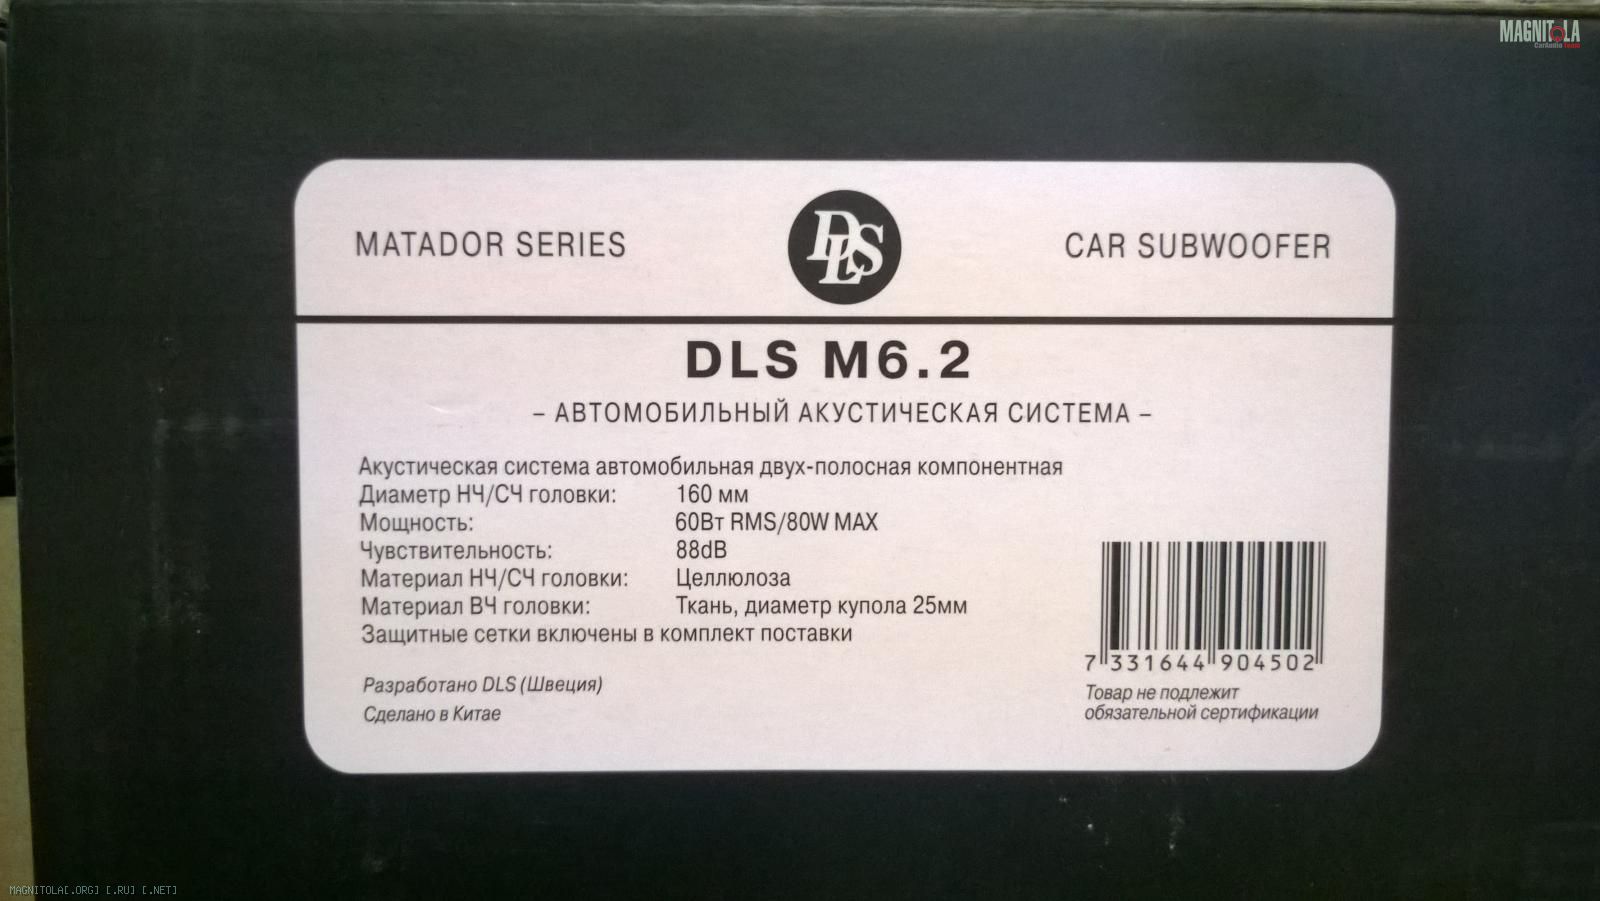 MAGNITOLA
CarAudio Team
MATADOR SERIES
DLS
CAR SUBWOOFER
DLS M6.2
– АВТОМОБИЛЬНЫЙ АКУСТИЧЕСКАЯ СИСТЕМА –
Акустическая система автомобильная двух-полосная компонентная
Диаметр НЧ/СЧ головки: 160 мм
Мощность: 60Вт RMS/80W MAX
Чувствительность: 88dB
Материал НЧ/СЧ головки: Целлюлоза
Материал ВЧ головки: Ткань, диаметр купола 25мм
Защитные сетки включены в комплект поставки
Разработано DLS (Швеция)
Сделано в Китае
7 331644 904502
Товар не подлежит
обязательной сертификации
MAGNITOLA[.ORG] [.RU] [.NET]